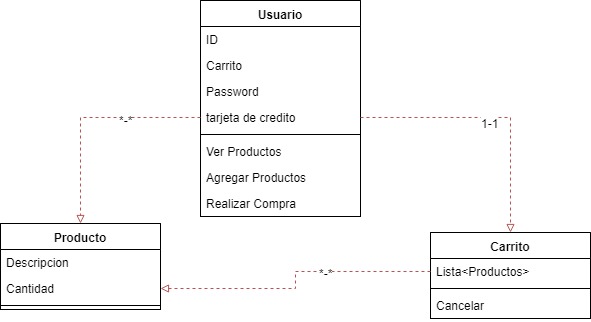 Usuario
ID
Carrito
Password
tarjeta de credito
Ver Productos
Agregar Productos
Realizar Compra
*-*
1-1
Producto
Descripcion
Cantidad
*-*
Carrito
Lista<Productos>
Cancelar